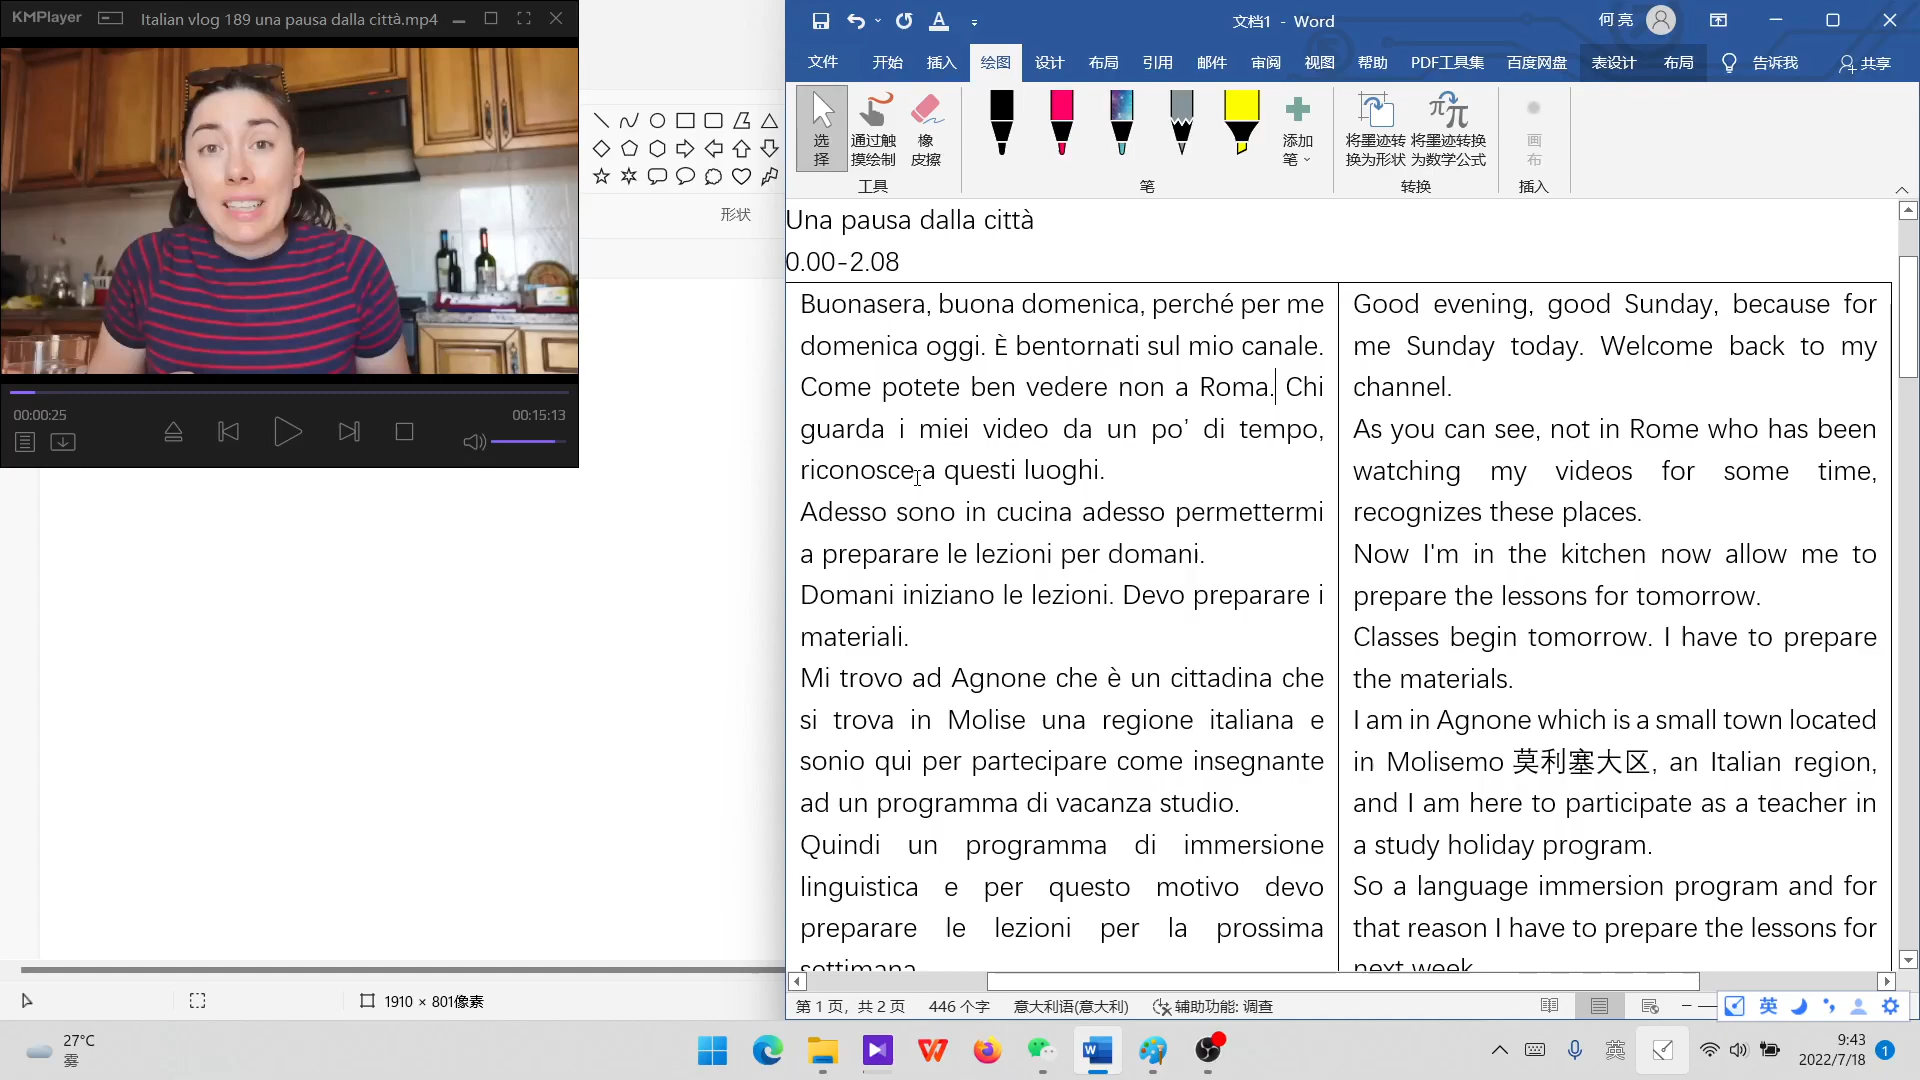 KMPlayer
Italian vlog 189 una pausa dalla città.mp4
00:00:25
00:15:13
形状
1910 × 801像素
文档1 - Word
何 亮
文件 开始 插入 绘图 设计 布局 引用 邮件 审阅 视图 帮助 PDF工具集 百度网盘 表设计 布局 告诉我 共享
选择
通过触摸绘制
橡皮擦
添加笔
将墨迹转换为形状
将墨迹转换为数学公式
画布
工具
笔
转换
插入
Una pausa dalla città
0.00-2.08
Buonasera, buona domenica, perché per me
domenica oggi. È bentornati sul mio canale.
Come potete ben vedere non a Roma. Chi
guarda i miei video da un po’ di tempo,
riconosce a questi luoghi.
Adesso sono in cucina adesso permettermi
a preparare le lezioni per domani.
Domani iniziano le lezioni. Devo preparare i
materiali.
Mi trovo ad Agnone che è un cittadina che
si trova in Molise una regione italiana e
sonio qui per partecipare come insegnante
ad un programma di vacanza studio.
Quindi un programma di immersione
linguistica e per questo motivo devo
preparare le lezioni per la prossima
settimana
Good evening, good Sunday, because for
me Sunday today. Welcome back to my
channel.
As you can see, not in Rome who has been
watching my videos for some time,
recognizes these places.
Now I'm in the kitchen now allow me to
prepare the lessons for tomorrow.
Classes begin tomorrow. I have to prepare
the materials.
I am in Agnone which is a small town located
in Molisemo 莫利塞大区, an Italian region,
and I am here to participate as a teacher in
a study holiday program.
So a language immersion program and for
that reason I have to prepare the lessons for
next week
第 1 页，共 2 页 446 个字 意大利语(意大利) 辅助功能: 调查
英
27°C
雾
英
9:43
2022/7/18
1